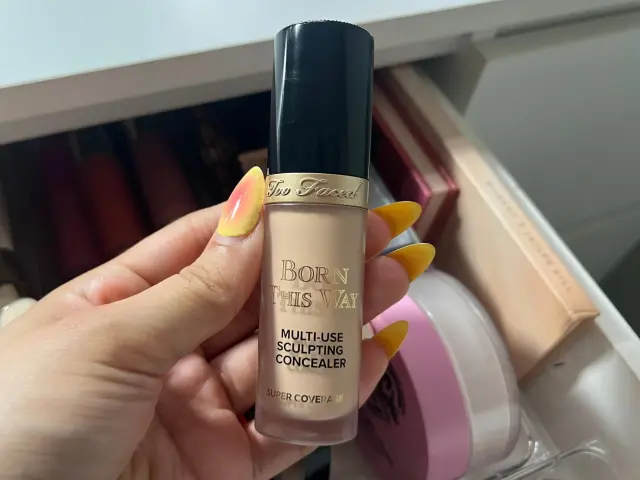 Too Faced
BORN
THIS WAY
MULTI-USE
SCULPTING
CONCEALER
SUPER COVERAGE